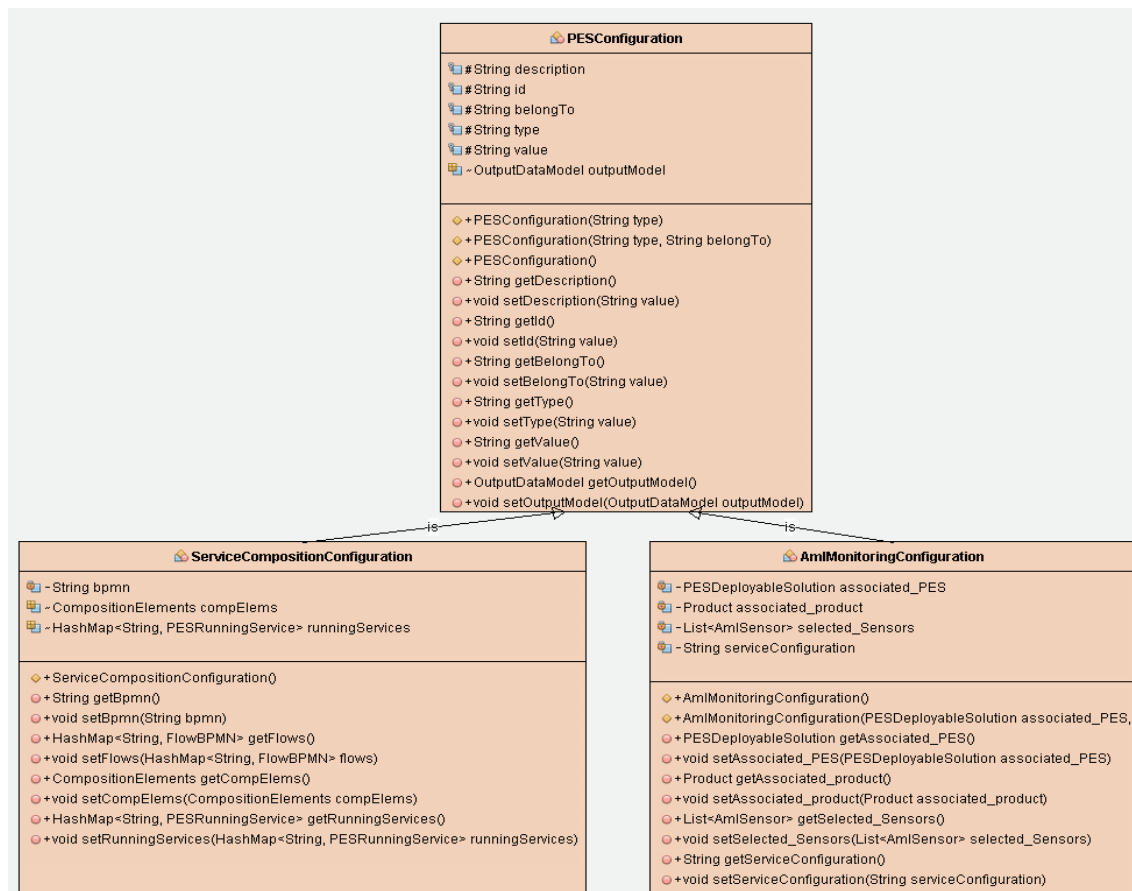 PESConfiguration
#String description
#String id
#String belongTo
#String type
#String value
~OutputDataModel outputModel
+PESConfiguration(String type)
+PESConfiguration(String type, String belongTo)
+PESConfiguration()
+String getDescription()
+void setDescription(String value)
+String getId()
+void setId(String value)
+String getBelongTo()
+void setBelongTo(String value)
+String getType()
+void setType(String value)
+String getValue()
+void setValue(String value)
+OutputDataModel getOutputModel()
+void setOutputModel(OutputDataModel outputModel)
is
is
ServiceCompositionConfiguration
-String bpmn
~CompositionElements compElems
~HashMap<String, PESRunningService> runningServices
+ServiceCompositionConfiguration()
+String getBpmn()
+void setBpmn(String bpmn)
+HashMap<String, FlowBPMN> getFlows()
+void setFlows(HashMap<String, FlowBPMN> flows)
+CompositionElements getCompElems()
+void setCompElems(CompositionElements compElems)
+HashMap<String, PESRunningService> getRunningServices()
+void setRunningServices(HashMap<String, PESRunningService> runningServices)
AmIMonitoringConfiguration
-PESDeployableSolution associated_PES
-Product associated_product
-List<AmISensor> selected_Sensors
-String serviceConfiguration
+AmIMonitoringConfiguration()
+AmIMonitoringConfiguration(PESDeployableSolution associated_PES,
+PESDeployableSolution getAssociated_PES()
+void setAssociated_PES(PESDeployableSolution associated_PES)
+Product getAssociated_product()
+void setAssociated_product(Product associated_product)
+List<AmISensor> getSelected_Sensors()
+void setSelected_Sensors(List<AmISensor> selected_Sensors)
+String getServiceConfiguration()
+void setServiceConfiguration(String serviceConfiguration)